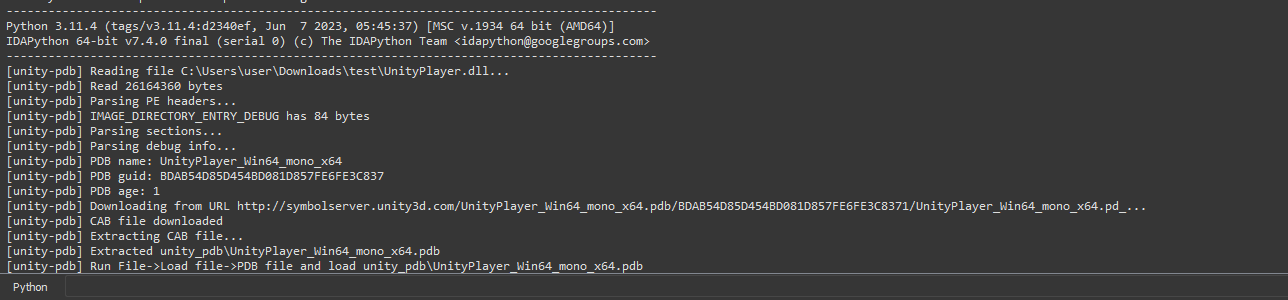 ---------------------------------------------------------------------------------------------
Python 3.11.4 (tags/v3.11.4:d2340ef, Jun  7 2023, 05:45:37) [MSC v.1934 64 bit (AMD64)]
IDAPython 64-bit v7.4.0 final (serial 0) (c) The IDAPython Team <idapython@googlegroups.com>
---------------------------------------------------------------------------------------------
[unity-pdb] Reading file C:\Users\user\Downloads\test\UnityPlayer.dll...
[unity-pdb] Read 26164360 bytes
[unity-pdb] Parsing PE headers...
[unity-pdb] IMAGE_DIRECTORY_ENTRY_DEBUG has 84 bytes
[unity-pdb] Parsing sections...
[unity-pdb] Parsing debug info...
[unity-pdb] PDB name: UnityPlayer_Win64_mono_x64
[unity-pdb] PDB guid: BDAB54D85D454BD081D857FE6FE3C837
[unity-pdb] PDB age: 1
[unity-pdb] Downloading from URL http://symbolserver.unity3d.com/UnityPlayer_Win64_mono_x64.pdb/BDAB54D85D454BD081D857FE6FE3C8371/UnityPlayer_Win64_mono_x64.pd_...
[unity-pdb] CAB file downloaded
[unity-pdb] Extracting CAB file...
[unity-pdb] Extracted unity_pdb\UnityPlayer_Win64_mono_x64.pdb
[unity-pdb] Run File->Load file->PDB file and load unity_pdb\UnityPlayer_Win64_mono_x64.pdb
Python